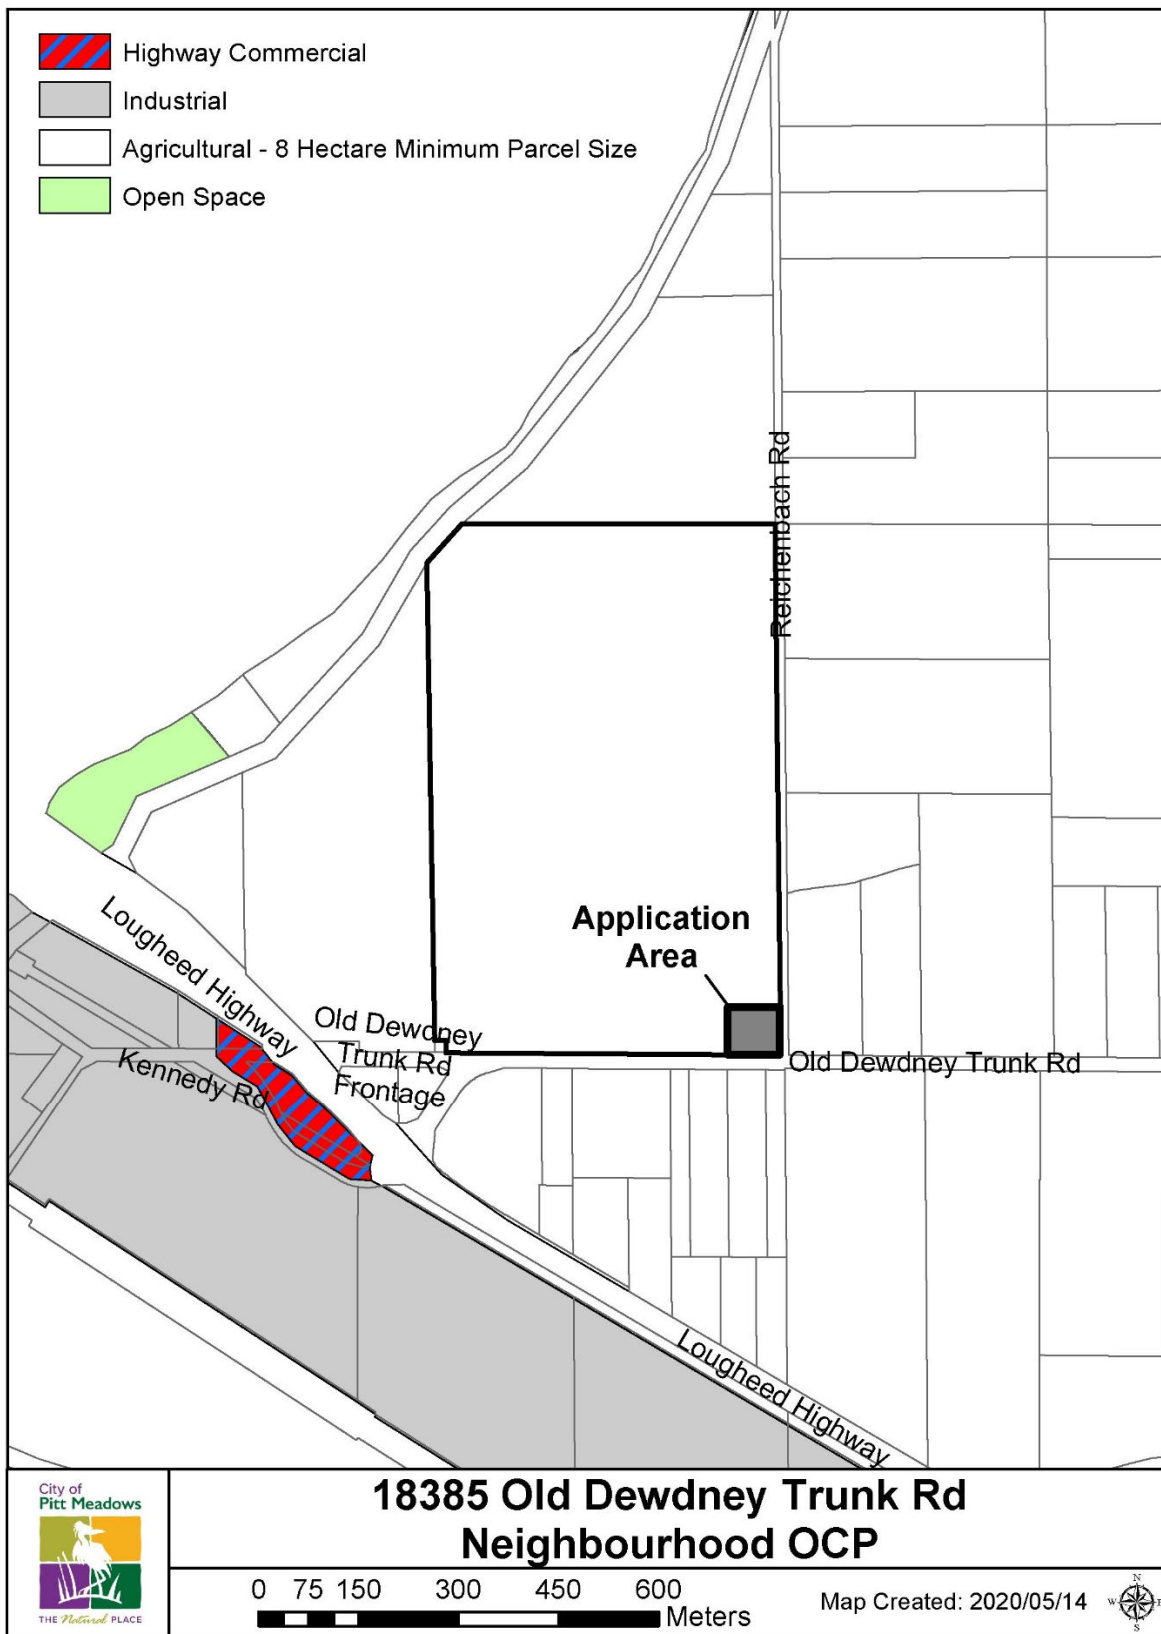 Highway Commercial
Industrial
Agricultural - 8 Hectare Minimum Parcel Size
Open Space
Reichenbach Rd
Application
Area
Lougheed Highway
Old Dewdney
Trunk Rd
Frontage
Kennedy Rd
Old Dewdney Trunk Rd
Lougheed Highway
City of
Pitt Meadows
THE Natural PLACE
18385 Old Dewdney Trunk Rd
Neighbourhood OCP
0 75 150 300 450 600
Meters
Map Created: 2020/05/14
N
W E
S